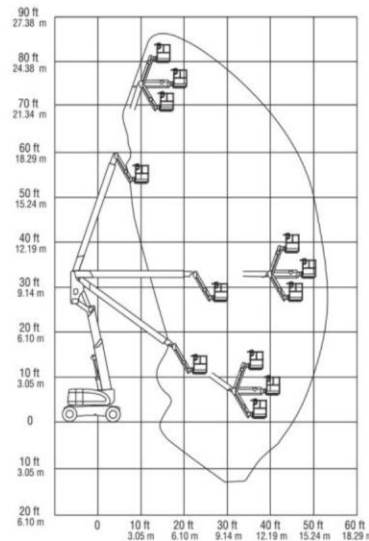 90 ft
27.38 m
80 ft
24.38 m
70 ft
21.34 m
60 ft
18.29 m
50 ft
15.24 m
40 ft
12.19 m
30 ft
9.14 m
20 ft
6.10 m
10 ft
3.05 m
0
10 ft
3.05 m
20 ft
6.10 m
0 10 ft 20 ft 30 ft 40 ft 50 ft 60 ft
3.05 m 6.10 m 9.14 m 12.19 m 15.24 m 18.29 m